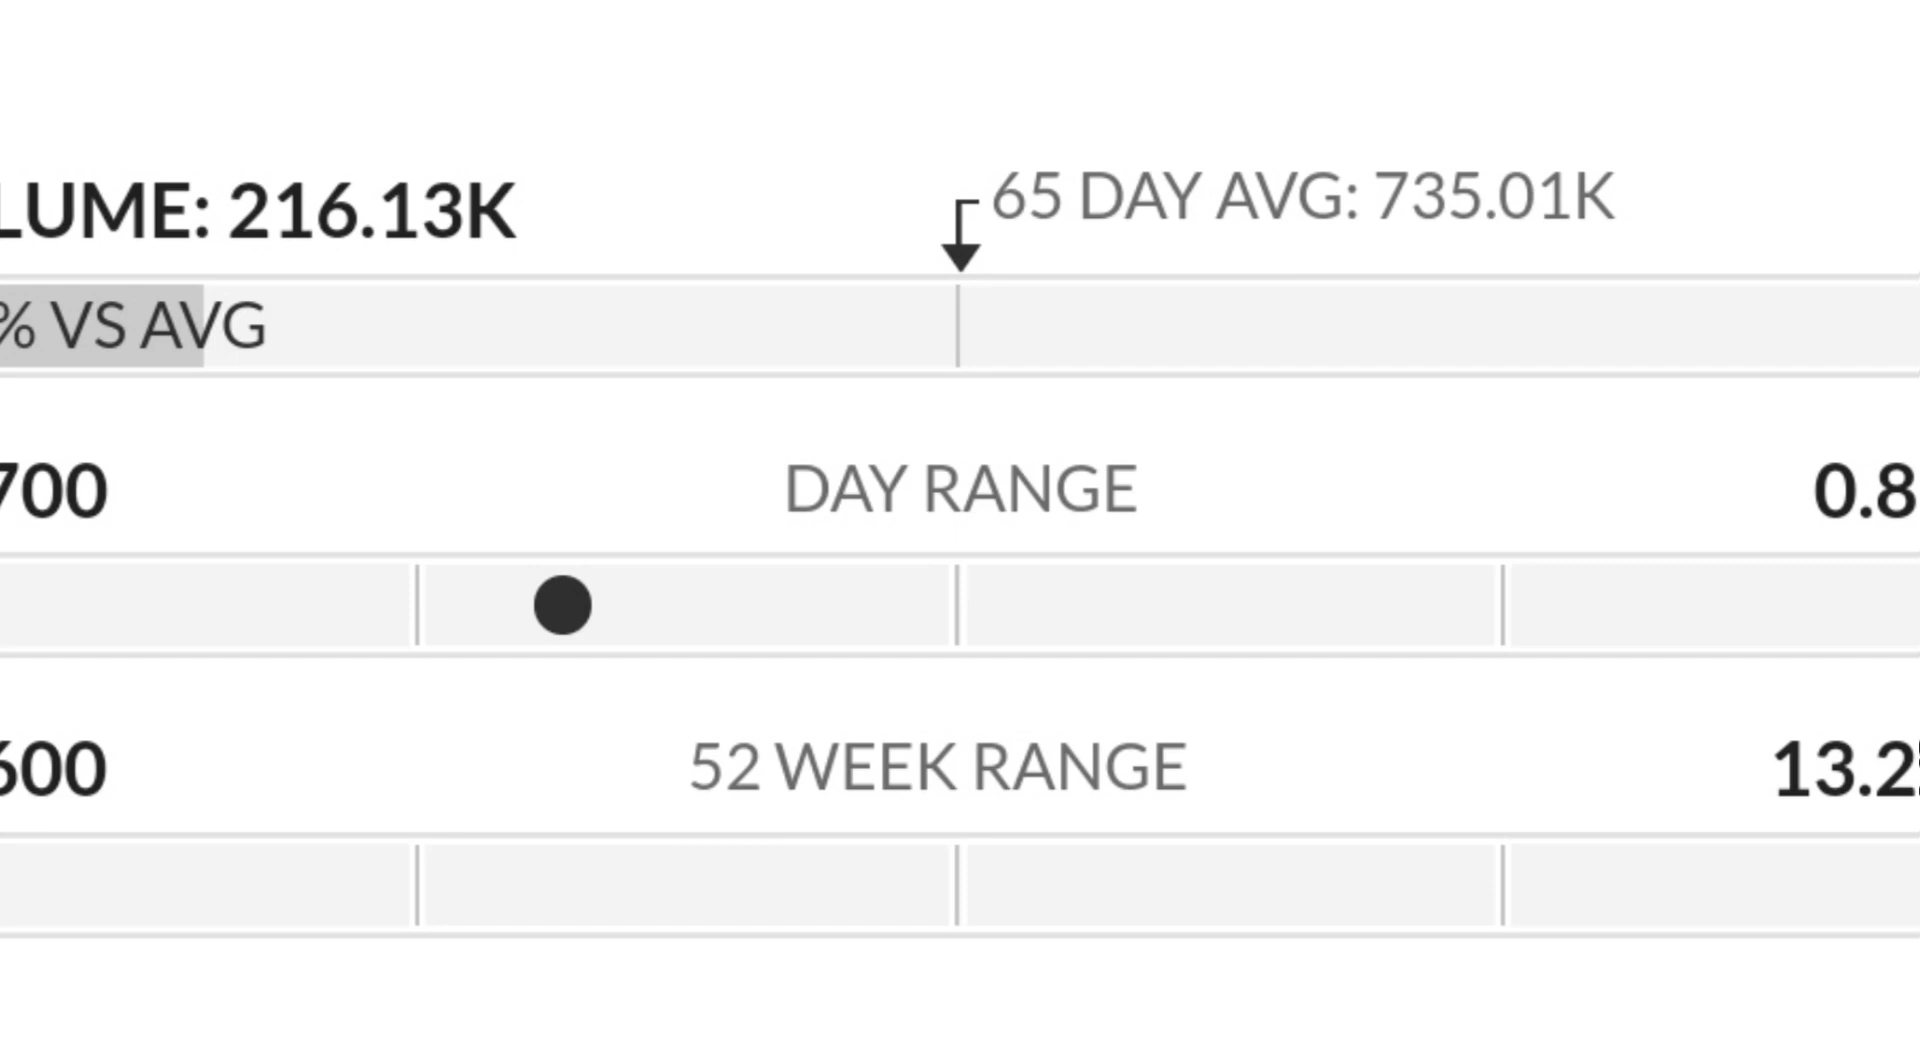 LUME: 216.13K
65 DAY AVG: 735.01K
% VS AVG
700 DAY RANGE 0.8
600 52 WEEK RANGE 13.2